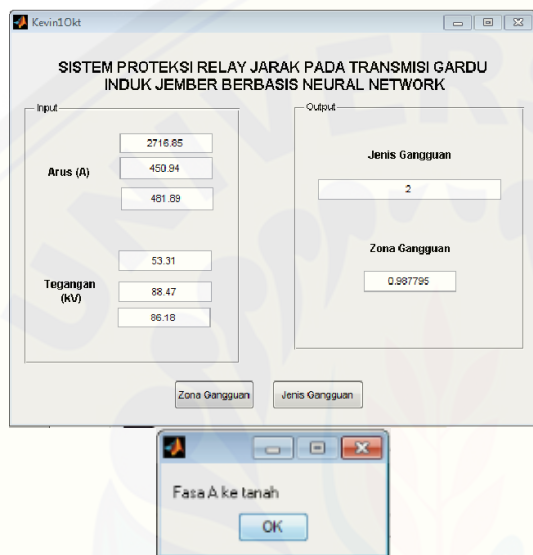 Kevin1Okt
SISTEM PROTEKSI RELAY JARAK PADA TRANSMISI GARDU
INDUK JEMBER BERBASIS NEURAL NETWORK
Input
Arus (A)
2716.85
450.94
481.89
Tegangan
(kV)
53.31
88.47
86.18
Output
Jenis Gangguan
2
Zona Gangguan
0.987795
Zona Gangguan
Jenis Gangguan
Fasa A ke tanah
OK